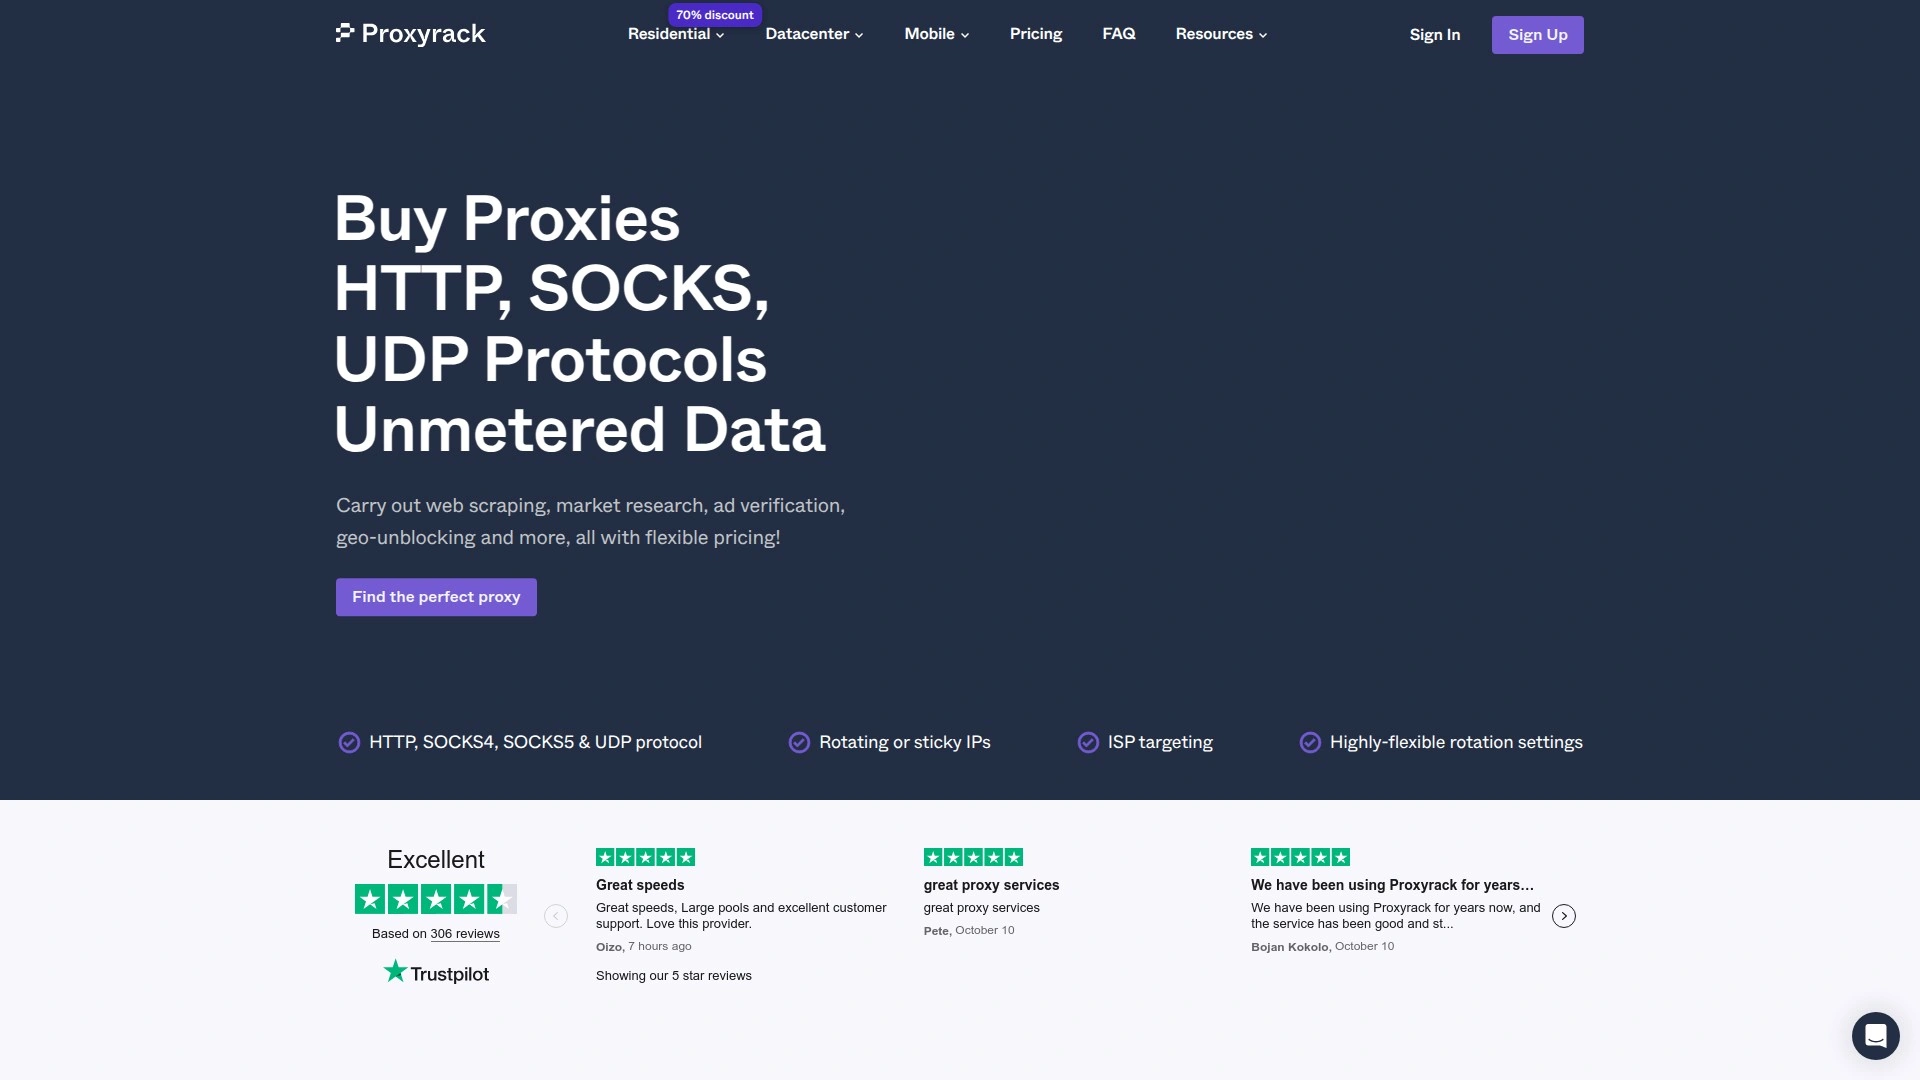 70% discount
Proxyrack
Residential
Datacenter
Mobile
Pricing
FAQ
Resources
Sign In
Sign Up
Buy Proxies
HTTP, SOCKS,
UDP Protocols
Unmetered Data
Carry out web scraping, market research, ad verification,
geo-unblocking and more, all with flexible pricing!
Find the perfect proxy
HTTP, SOCKS4, SOCKS5 & UDP protocol
Rotating or sticky IPs
ISP targeting
Highly-flexible rotation settings
Excellent
Based on 306 reviews
Trustpilot
Great speeds
Great speeds, Large pools and excellent customer
support. Love this provider.
Oizo, 7 hours ago
Showing our 5 star reviews
great proxy services
great proxy services
Pete, October 10
We have been using Proxyrack for years...
We have been using Proxyrack for years now, and
the service has been good and st...
Bojan Kokolo, October 10